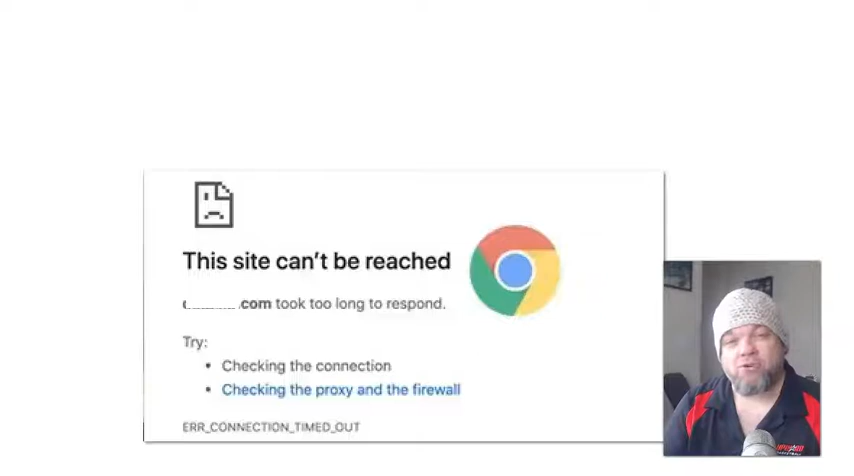 This site can't be reached
.com took too long to respond.
Try:
• Checking the connection
• Checking the proxy and the firewall
ERR_CONNECTION_TIMED_OUT